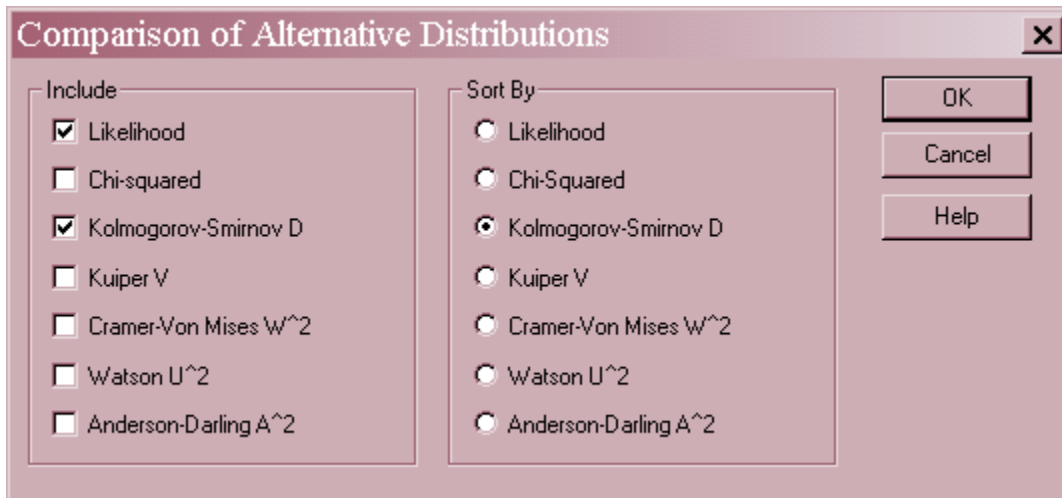 Comparison of Alternative Distributions
Include
Likelihood
Chi-squared
Kolmogorov-Smirnov D
Kuiper V
Cramer-Von Mises W^2
Watson U^2
Anderson-Darling A^2
Sort By
Likelihood
Chi-Squared
Kolmogorov-Smirnov D
Kuiper V
Cramer-Von Mises W^2
Watson U^2
Anderson-Darling A^2
OK
Cancel
Help